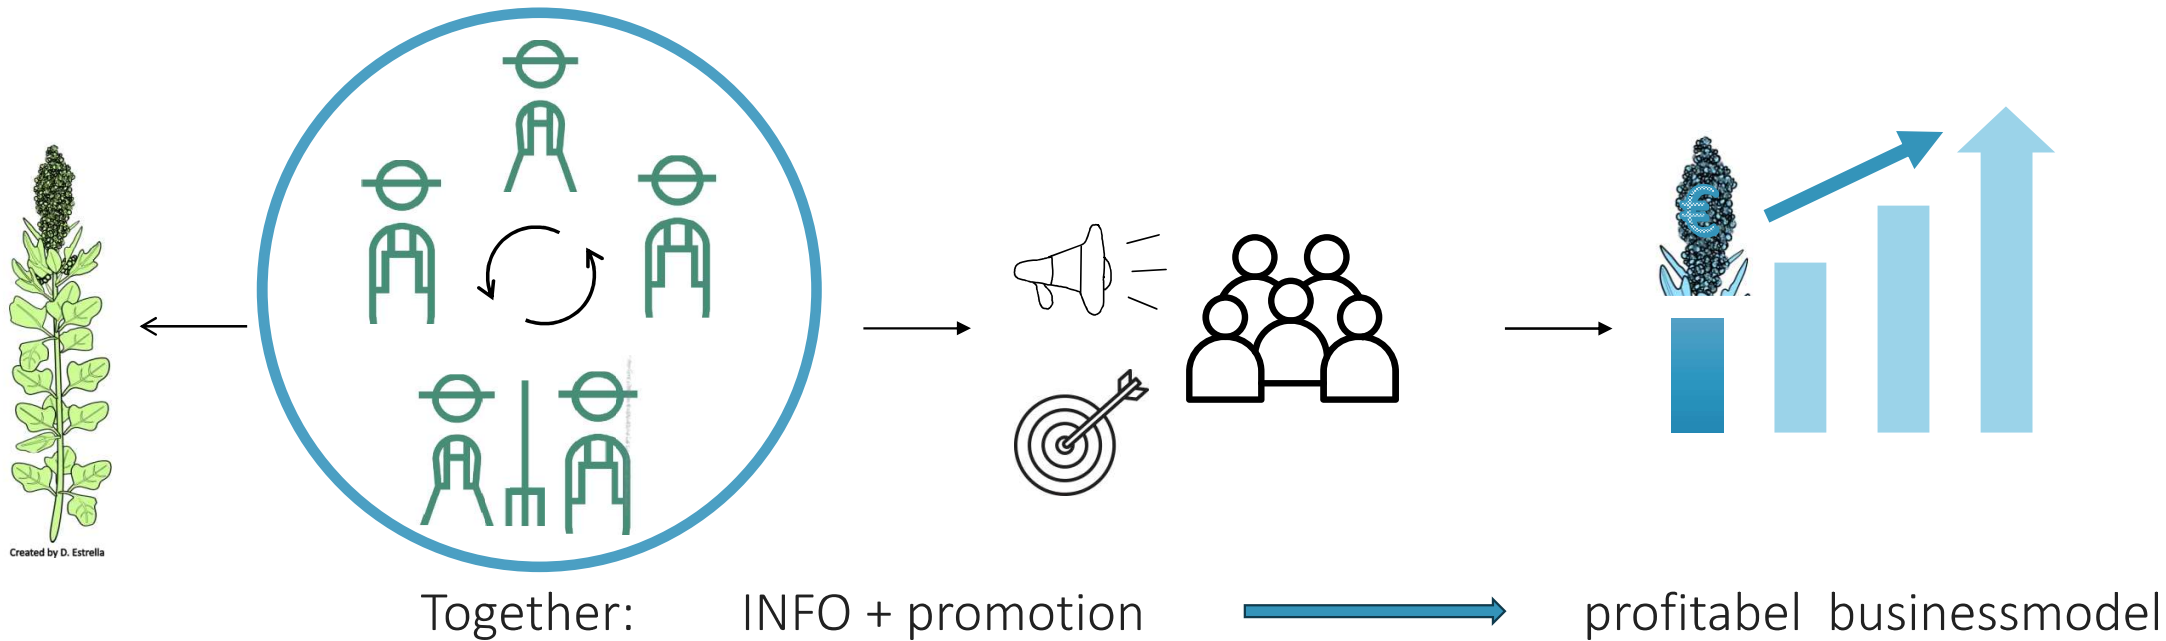 €
Created by D. Estrella
Together: INFO + promotion profitabel businessmodel